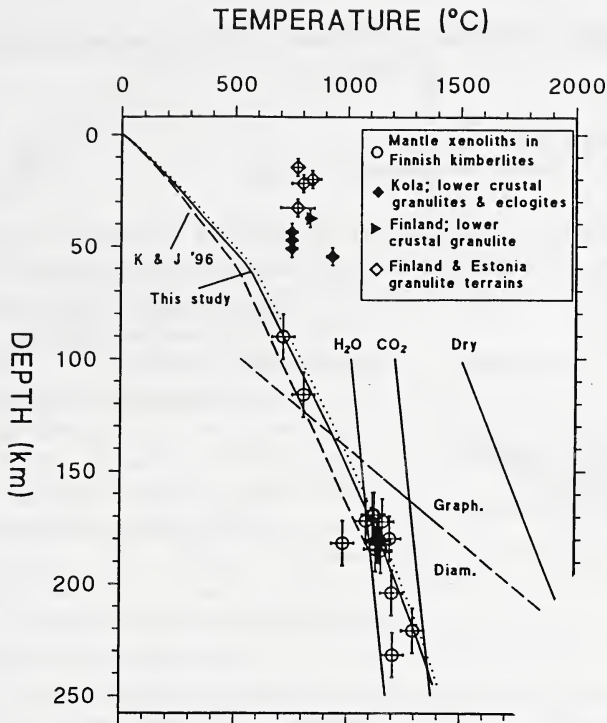 TEMPERATURE (°C)
0 500 1000 1500 2000
DEPTH (km)
0
50
100
150
200
250
Mantle xenoliths in
Finnish kimberlites
Kola; lower crustal
granulites & eclogites
Finland; lower
crustal granulite
Finland & Estonia
granulite terrains
K & J '96
This study
H₂O CO₂ Dry
Graph.
Diam.